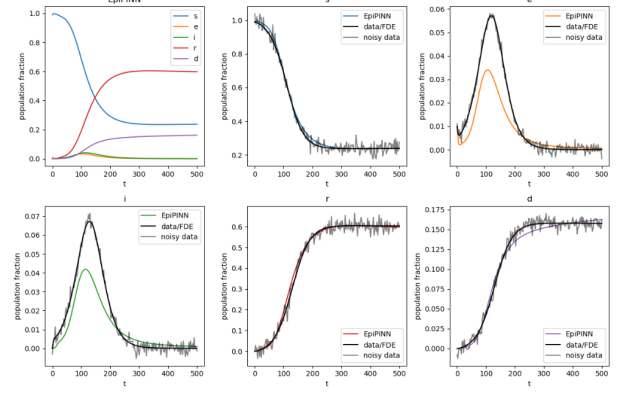 EpiPINN
s
e
population fraction
1.0
0.8
0.6
0.4
0.2
0.0
s
e
i
r
d
0 100 200 300 400 500
t
population fraction
1.0
0.8
0.6
0.4
0.2
EpiPINN
data/FDE
noisy data
0 100 200 300 400 500
t
population fraction
0.06
0.05
0.04
0.03
0.02
0.01
0.00
EpiPINN
data/FDE
noisy data
0 100 200 300 400 500
t
i
r
d
population fraction
0.07
0.06
0.05
0.04
0.03
0.02
0.01
0.00
EpiPINN
data/FDE
noisy data
0 100 200 300 400 500
t
population fraction
0.6
0.5
0.4
0.3
0.2
0.1
0.0
EpiPINN
data/FDE
noisy data
0 100 200 300 400 500
t
population fraction
0.175
0.150
0.125
0.100
0.075
0.050
0.025
0.000
EpiPINN
data/FDE
noisy data
0 100 200 300 400 500
t